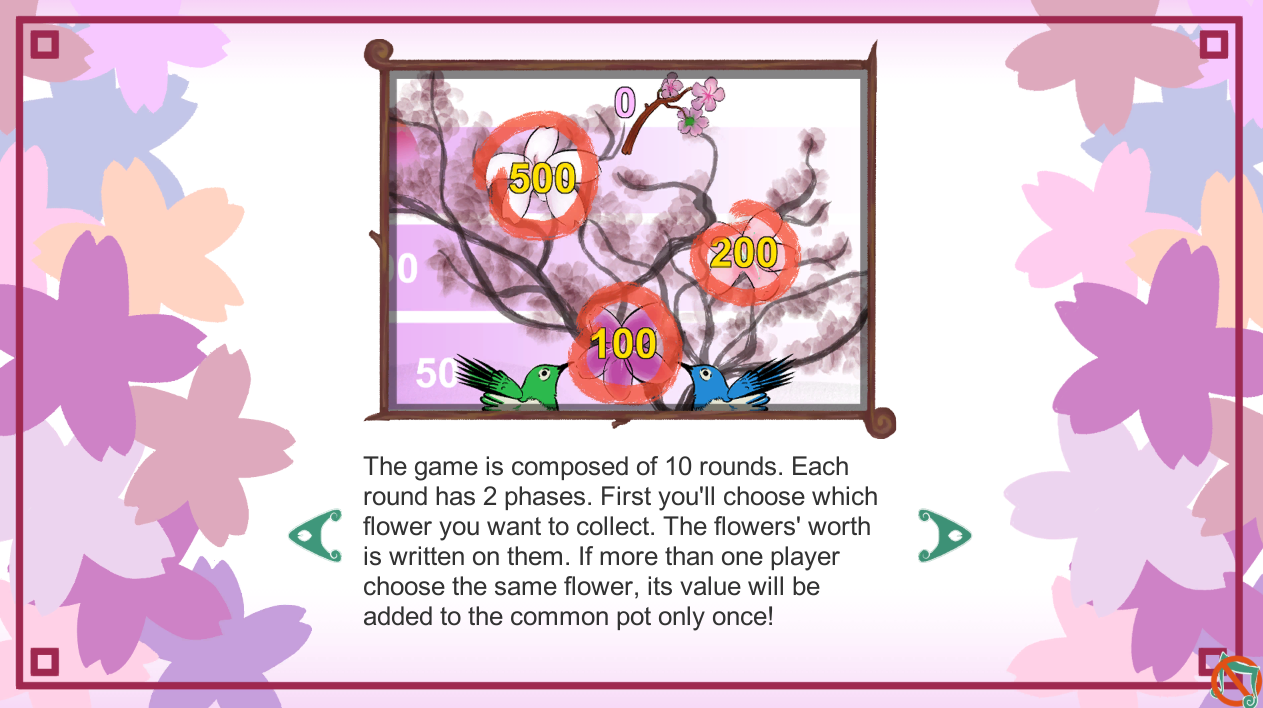 0
500
200
0
100
50
The game is composed of 10 rounds. Each
round has 2 phases. First you'll choose which
flower you want to collect. The flowers' worth
is written on them. If more than one player
choose the same flower, its value will be
added to the common pot only once!